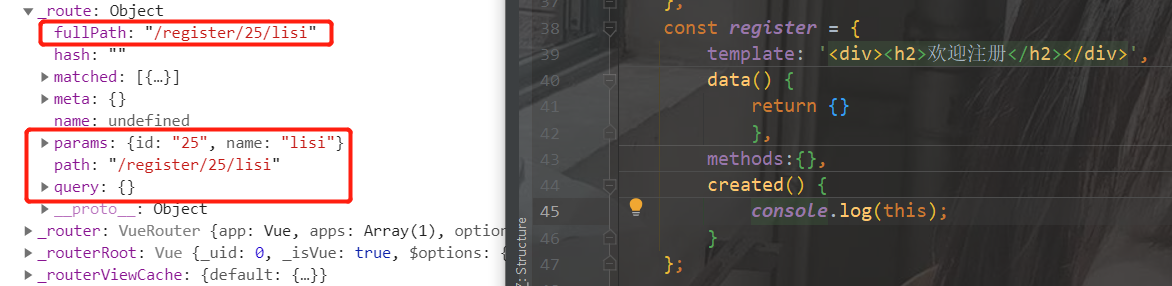 _route: Object
fullPath: "/register/25/lisi"
hash: ""
matched: [{…}]
meta: {}
name: undefined
params: {id: "25", name: "lisi"}
path: "/register/25/lisi"
query: {}
__proto__: Object
_router: VueRouter {app: Vue, apps: Array(1), option
_routerRoot: Vue {_uid: 0, _isVue: true, $options: {
_routerViewCache: {default: {…}}
Z: Structure
37 },
38 const register = {
39 template: '<div><h2>欢迎注册</h2></div>',
40 data() {
41 return {}
42 },
43 methods:{},
44 created() {
45 console.log(this);
46 }
47 };